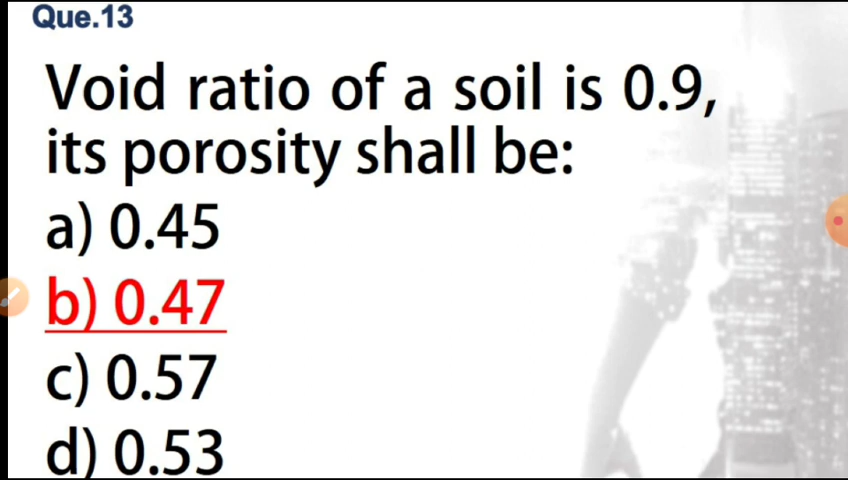 Que.13
Void ratio of a soil is 0.9,
its porosity shall be:
a) 0.45
b) 0.47
c) 0.57
d) 0.53